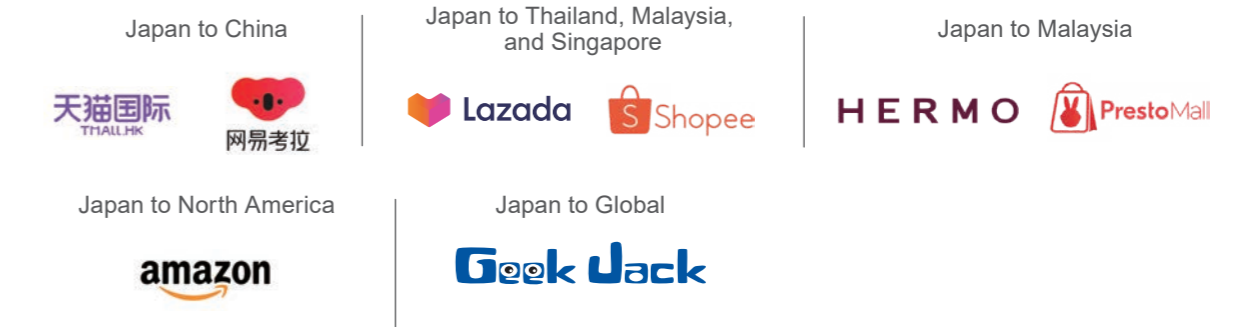 Japan to China
天猫国际
TMALL.HK
网易考拉
Japan to Thailand, Malaysia,
and Singapore
Lazada
S Shopee
Japan to Malaysia
HERMO
PrestoMall
Japan to North America
amazon
Japan to Global
Geek Jack